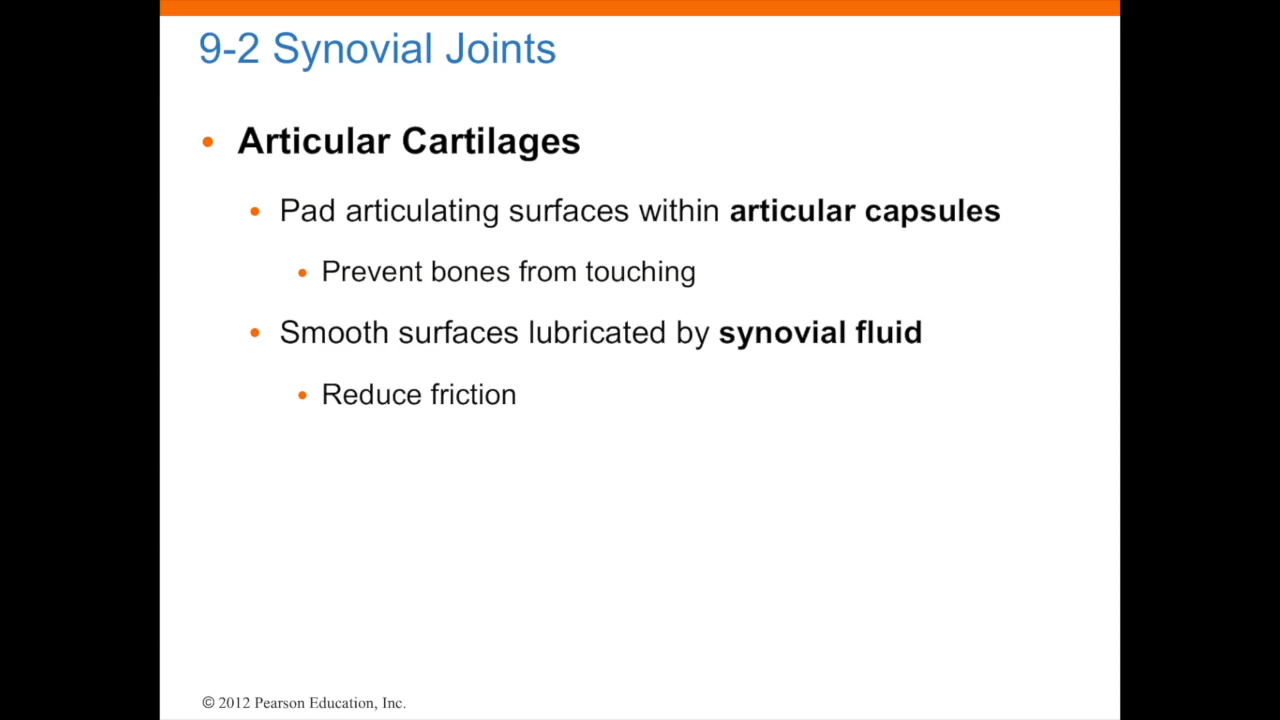 9-2 Synovial Joints
• Articular Cartilages
• Pad articulating surfaces within articular capsules
• Prevent bones from touching
• Smooth surfaces lubricated by synovial fluid
• Reduce friction
© 2012 Pearson Education, Inc.